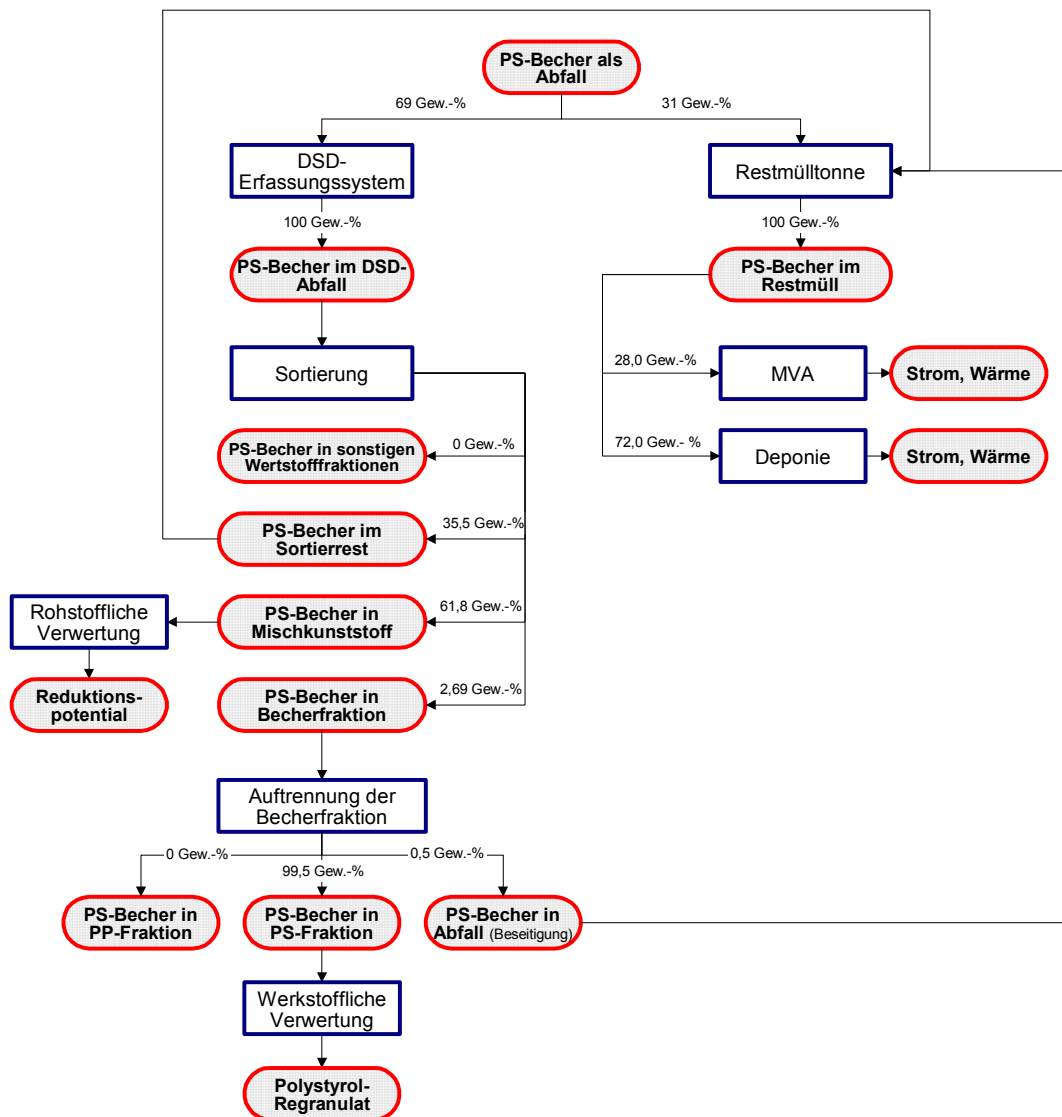 PS-Becher als
Abfall
69 Gew.-%
31 Gew.-%
DSD-
Erfassungssystem
Restmülltonne
100 Gew.-%
100 Gew.-%
PS-Becher im DSD-
Abfall
PS-Becher im
Restmüll
Sortierung
28,0 Gew.-%
MVA
Strom, Wärme
PS-Becher in sonstigen
Wertstofffraktionen
0 Gew.-%
72,0 Gew.- %
Deponie
Strom, Wärme
PS-Becher im
Sortierrest
35,5 Gew.-%
Rohstoffliche
Verwertung
PS-Becher in
Mischkunststoff
61,8 Gew.-%
Reduktions-
potential
PS-Becher in
Becherfraktion
2,69 Gew.-%
Auftrennung der
Becherfraktion
0 Gew.-%
99,5 Gew.-%
0,5 Gew.-%
PS-Becher in
PP-Fraktion
PS-Becher in
PS-Fraktion
PS-Becher in
Abfall (Beseitigung)
Werkstoffliche
Verwertung
Polystyrol-
Regranulat